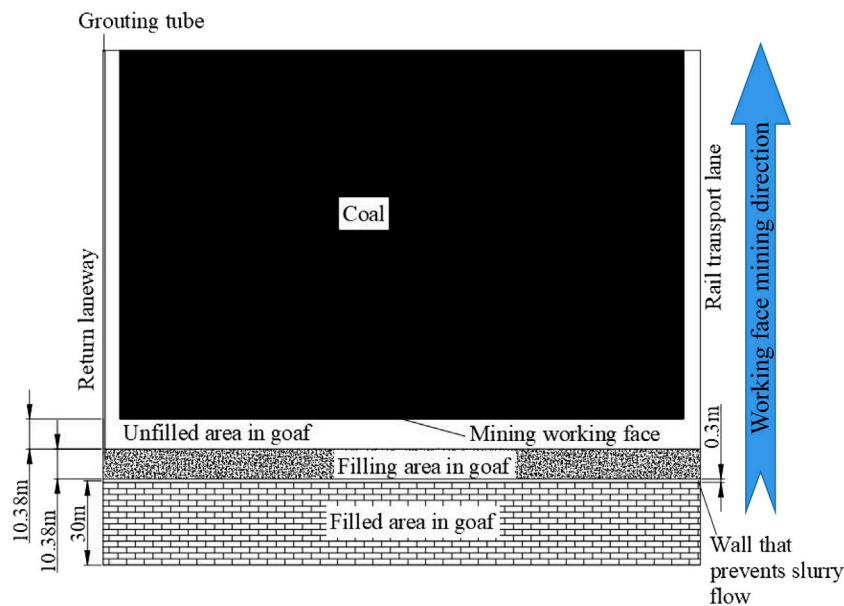 Grouting tube
Coal
Return laneway
Rail transport lane
Working face mining direction
Unfilled area in goaf
Mining working face
0.3m
Filling area in goaf
10.38m
10.38m
30m
Filled area in goaf
Wall that
prevents slurry
flow